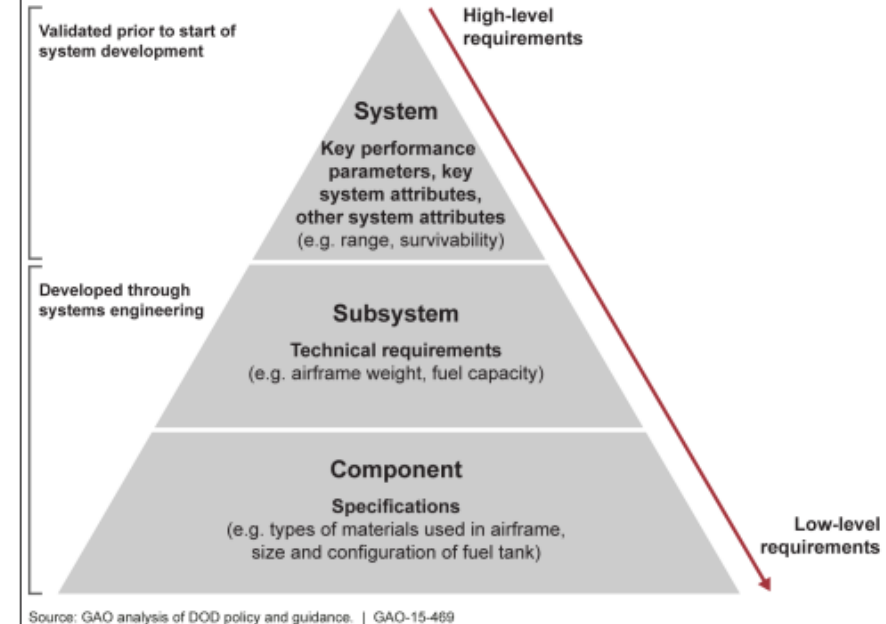 Validated prior to start of
system development
High-level
requirements
System
Key performance
parameters, key
system attributes,
other system attributes
(e.g. range, survivability)
Developed through
systems engineering
Subsystem
Technical requirements
(e.g. airframe weight, fuel capacity)
Component
Specifications
(e.g. types of materials used in airframe,
size and configuration of fuel tank)
Low-level
requirements
Source: GAO analysis of DOD policy and guidance. | GAO-15-469